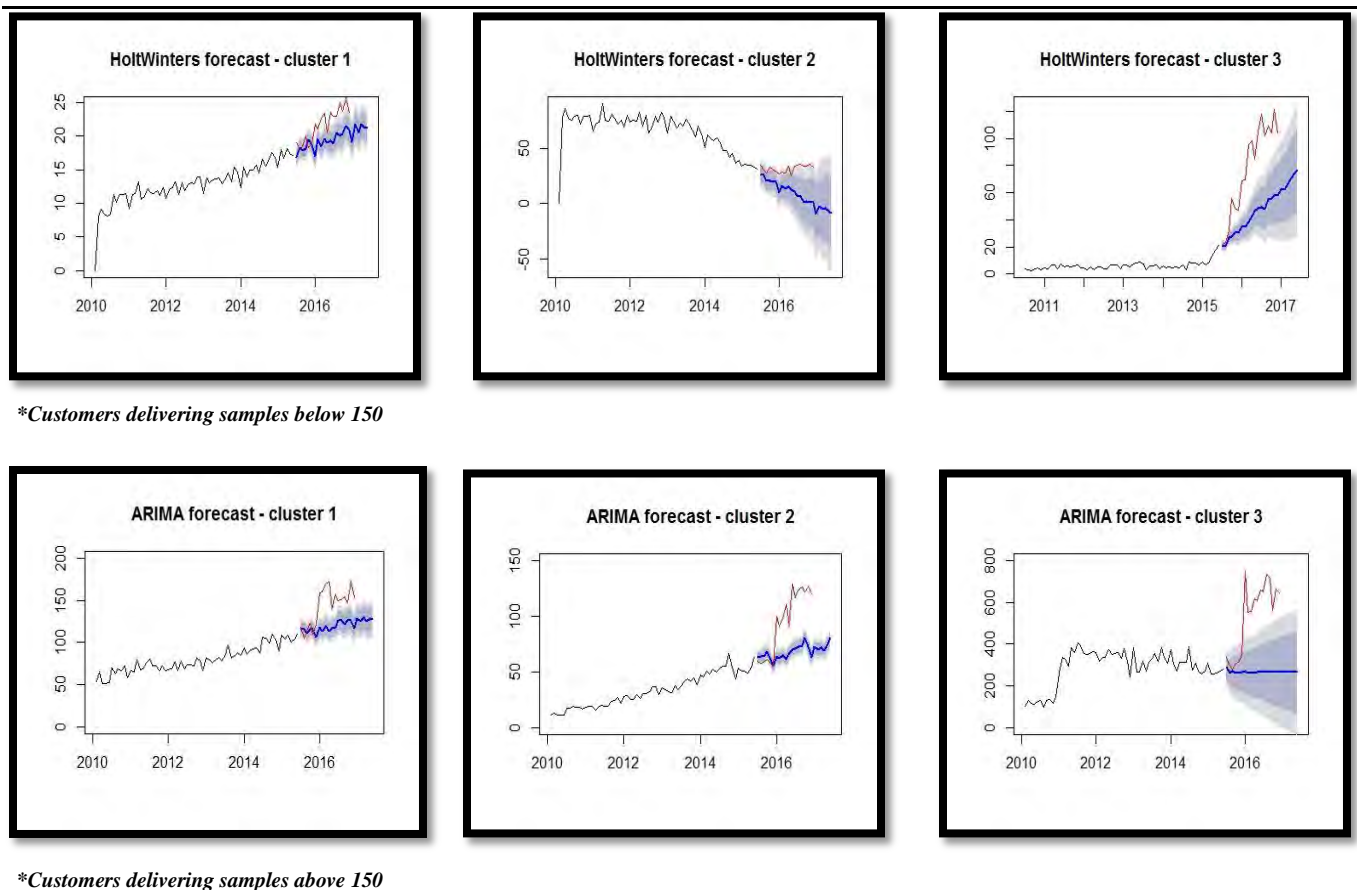 HoltWinters forecast - cluster 1
25
20
15
10
5
0
2010 2012 2014 2016
HoltWinters forecast - cluster 2
50
0
-50
2010 2012 2014 2016
HoltWinters forecast - cluster 3
100
60
20
0
2011 2013 2015 2017
*Customers delivering samples below 150
ARIMA forecast - cluster 1
200
150
100
50
0
2010 2012 2014 2016
ARIMA forecast - cluster 2
150
100
50
0
2010 2012 2014 2016
ARIMA forecast - cluster 3
800
600
400
200
0
2010 2012 2014 2016
*Customers delivering samples above 150